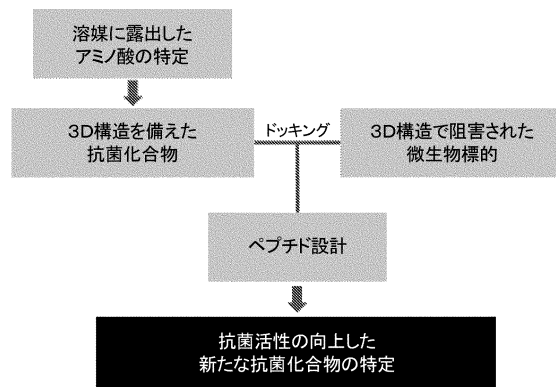 溶媒に露出した
アミノ酸の特定
3D構造を備えた
抗菌化合物
ドッキング
3D構造で阻害された
微生物標的
ペプチド設計
抗菌活性の向上した
新たな抗菌化合物の特定